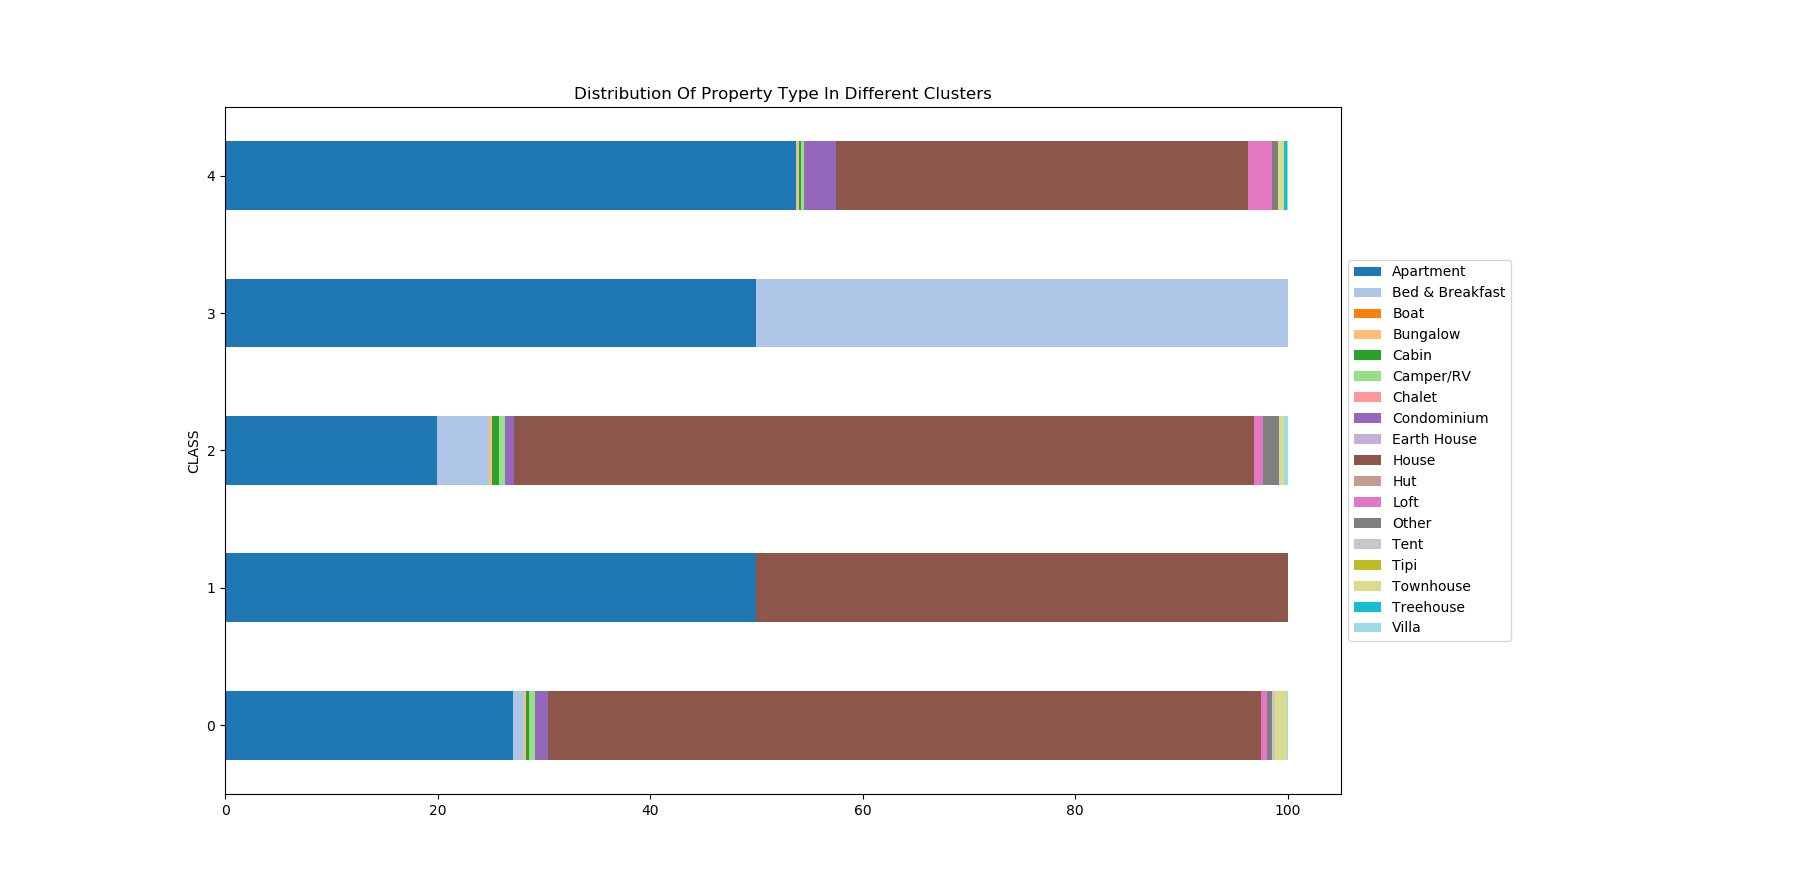 Distribution Of Property Type In Different Clusters
CLASS
4
3
2
1
0
0 20 40 60 80 100
Apartment
Bed & Breakfast
Boat
Bungalow
Cabin
Camper/RV
Chalet
Condominium
Earth House
House
Hut
Loft
Other
Tent
Tipi
Townhouse
Treehouse
Villa